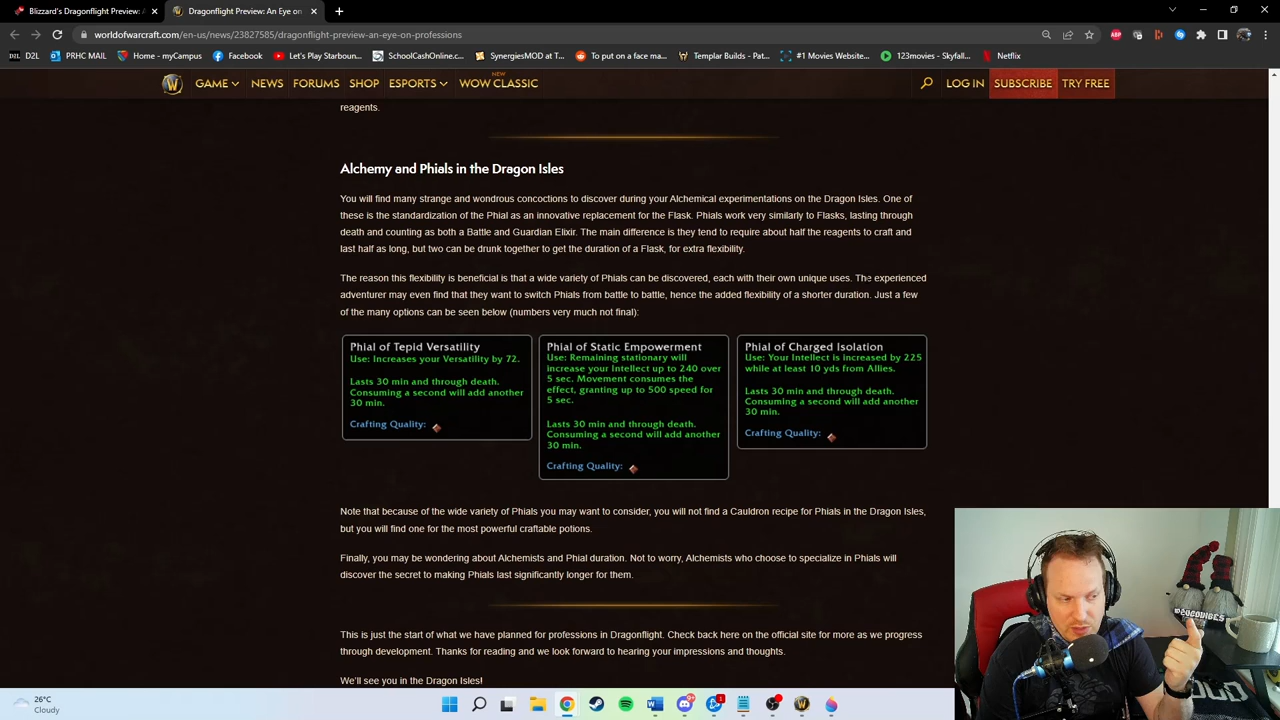 Blizzard's Dragonflight Preview: A
Dragonflight Preview: An Eye on
worldofwarcraft.com/en-us/news/23827585/dragonflight-preview-an-eye-on-professions
D2L
PRHC MAIL
Home - myCampus
Facebook
Let's Play Starboun...
SchoolCashOnline....
SynergiesMOD at T...
To put on a face ma...
Templar Builds - Pat...
#1 Movies Website...
123movies - Skyfall...
Netflix
GAME
NEWS
FORUMS
SHOP
ESPORTS
NEW
WOW CLASSIC
LOG IN
SUBSCRIBE
TRY FREE
reagents.
Alchemy and Phials in the Dragon Isles
You will find many strange and wondrous concoctions to discover during your Alchemical experimentations on the Dragon Isles. One of
these is the standardization of the Phial as an innovative replacement for the Flask. Phials work very similarly to Flasks, lasting through
death and counting as both a Battle and Guardian Elixir. The main difference is they tend to require about half the reagents to craft and
last half as long, but two can be drunk together to get the duration of a Flask, for extra flexibility.
The reason this flexibility is beneficial is that a wide variety of Phials can be discovered, each with their own unique uses. The experienced
adventurer may even find that they want to switch Phials from battle to battle, hence the added flexibility of a shorter duration. Just a few
of the many options can be seen below (numbers very much not final):
Phial of Tepid Versatility
Use: Increases your Versatility by 72.
Lasts 30 min and through death.
Consuming a second will add another
30 min.
Crafting Quality:
Phial of Static Empowerment
Use: Remaining stationary will
increase your Intellect up to 240 over
5 sec. Movement consumes the
effect, granting up to 500 speed for
5 sec.
Lasts 30 min and through death.
Consuming a second will add another
30 min.
Crafting Quality:
Phial of Charged Isolation
Use: Your Intellect is increased by 225
while at least 10 yds from Allies.
Lasts 30 min and through death.
Consuming a second will add another
30 min.
Crafting Quality:
Note that because of the wide variety of Phials you may want to consider, you will not find a Cauldron recipe for Phials in the Dragon Isles,
but you will find one for the most powerful craftable potions.
Finally, you may be wondering about Alchemists and Phial duration. Not to worry, Alchemists who choose to specialize in Phials will
discover the secret to making Phials last significantly longer for them.
This is just the start of what we have planned for professions in Dragonflight. Check back here on the official site for more as we progress
through development. Thanks for reading and we look forward to hearing your impressions and thoughts.
We'll see you in the Dragon Isles!
26°C
Cloudy